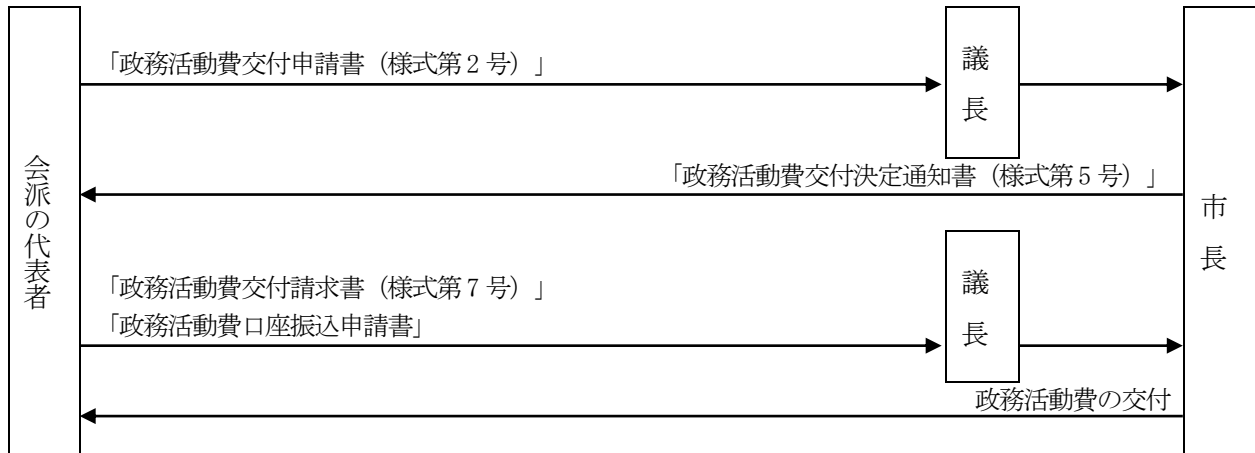 会派の代表者
「政務活動費交付申請書（様式第２号）」
議長
「政務活動費交付決定通知書（様式第５号）」
市長
「政務活動費交付請求書（様式第７号）」
「政務活動費口座振込申請書」
議長
政務活動費の交付